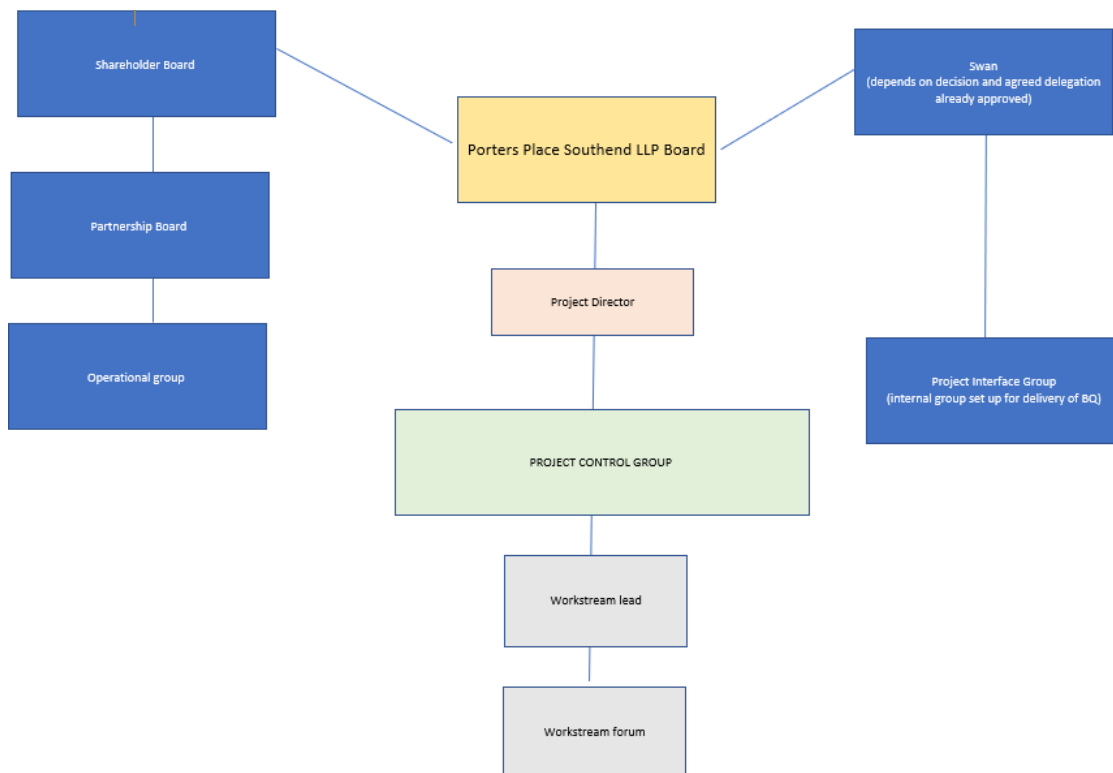 Shareholder Board
Swan
(depends on decision and agreed delegation
already approved)
Porters Place Southend LLP Board
Partnership Board
Project Director
Operational group
Project Interface Group
(internal group set up for delivery of BQ)
PROJECT CONTROL GROUP
Workstream lead
Workstream forum